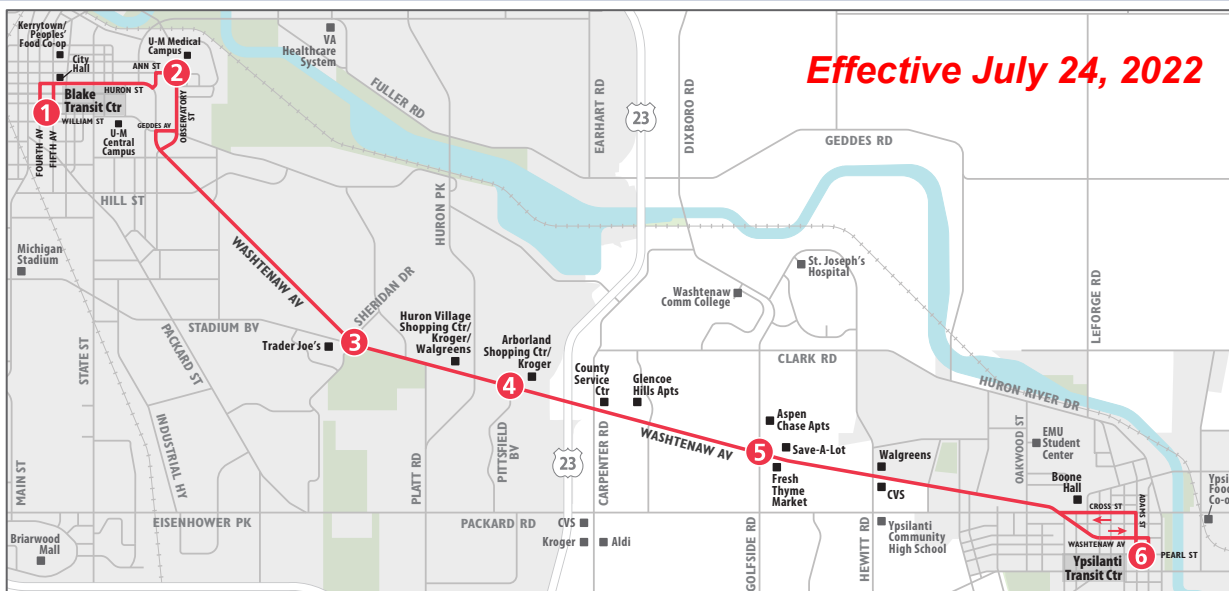 Kerrytown/
Peoples'
Food Co-op
City
Hall
U-M Medical
Campus
ANN ST
2
HURON ST
1
Blake
Transit Ctr
WILLIAM ST
U-M
Central
Campus
GEDDES AV
OBSERVATORY
ST
FOURTH AV
FIFTH AV
VA
Healthcare
System
FULLER RD
EARHART RD
23
DIXBORO RD
Effective July 24, 2022
GEDDES RD
HILL ST
HURON PK
Michigan
Stadium
WASHTENAW AV
SHERIDAN DR
STADIUM BV
Trader Joe's
3
Huron Village
Shopping Ctr/
Kroger/
Walgreens
Arborland
Shopping Ctr/
Kroger
4
Washtenaw
Comm College
St. Joseph's
Hospital
LEFORGE RD
STATE ST
PACKARD ST
INDUSTRIAL HY
MAIN ST
EISENHOWER PK
Briarwood
Mall
PLATT RD
PITTSFIELD
BV
County
Service
Ctr
Glencoe
Hills Apts
CLARK RD
HURON RIVER DR
WASHTENAW AV
Aspen
Chase Apts
5
Save-A-Lot
Fresh
Thyme
Market
Walgreens
CVS
23
CARPENTER RD
PACKARD RD
CVS
Kroger
Aldi
GOLFSIDE RD
HEWITT RD
Ypsilanti
Community
High School
OAKWOOD ST
EMU
Student
Center
Boone
Hall
CROSS ST
ADAMS ST
WASHTENAW AV
6
PEARL ST
Ypsilanti
Transit Ctr
Ypsi
Food
Co-o